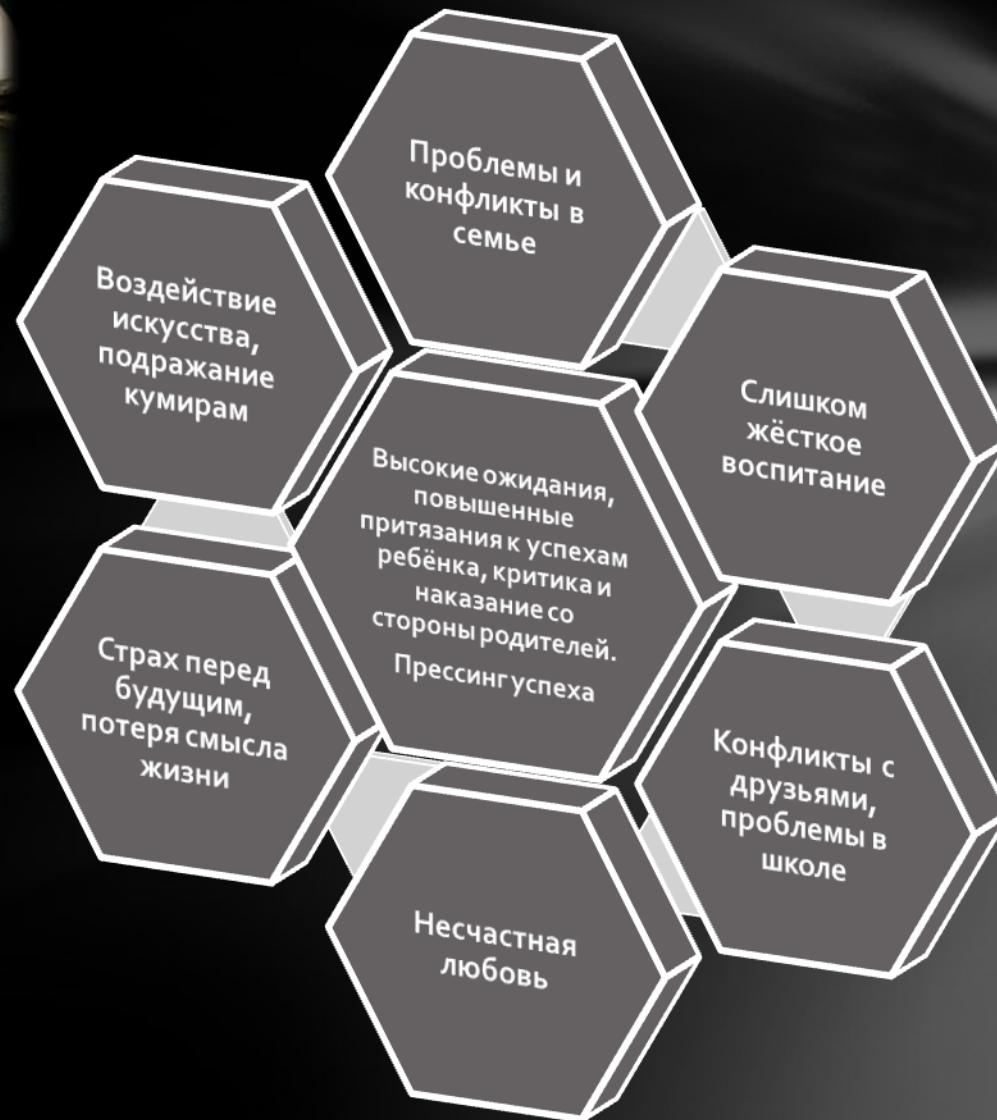 Проблемы и
конфликты в
семье
Воздействие
искусства,
подражание
кумирам
Слишком
жёсткое
воспитание
Высокие ожидания,
повышенные
притязания к успехам
ребёнка, критика и
наказание со
стороны родителей.
Прессинг успеха
Страх перед
будущим,
потеря смысла
жизни
Конфликты с
друзьями,
проблемы в
школе
Несчастная
любовь